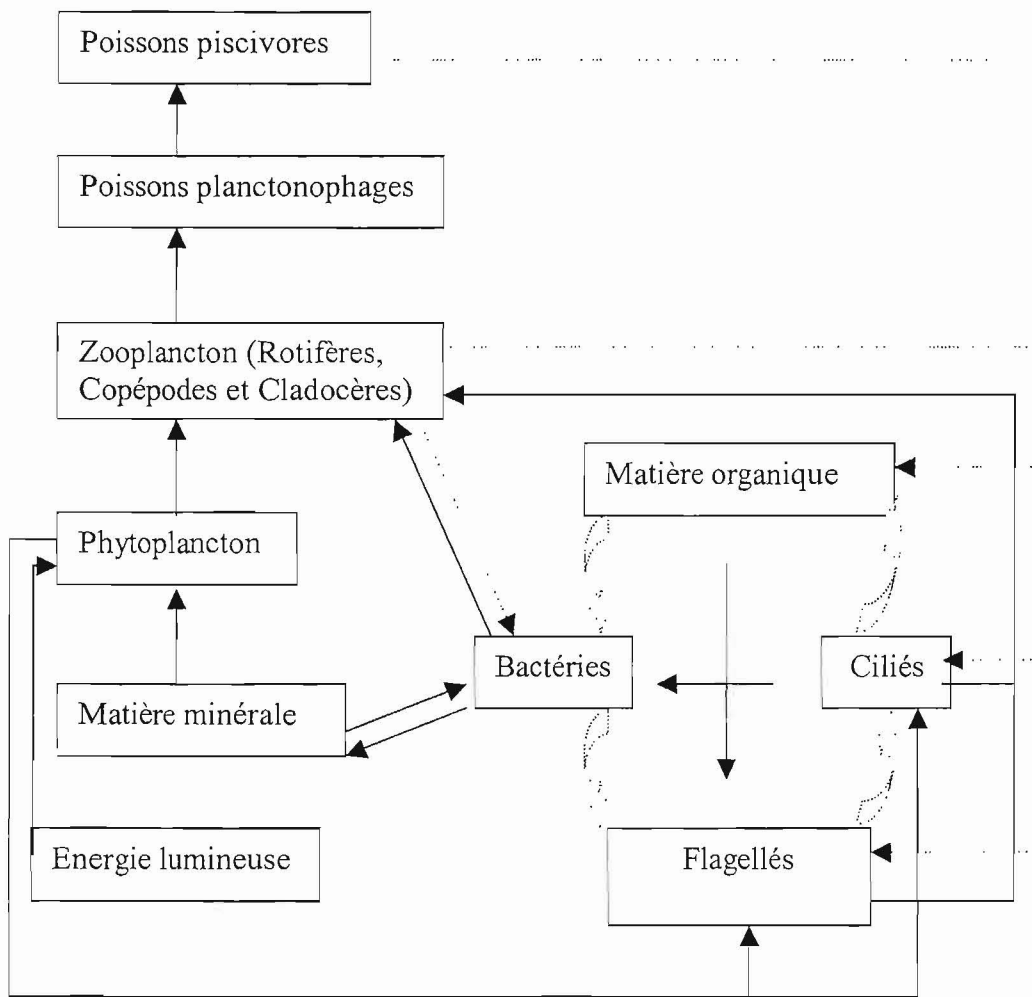 Poissons piscivores
Poissons planctonophages
Zooplancton (Rotifères,
Copépodes et Cladocères)
Matière organique
Phytoplancton
Bactéries
Ciliés
Matière minérale
Energie lumineuse
Flagellés